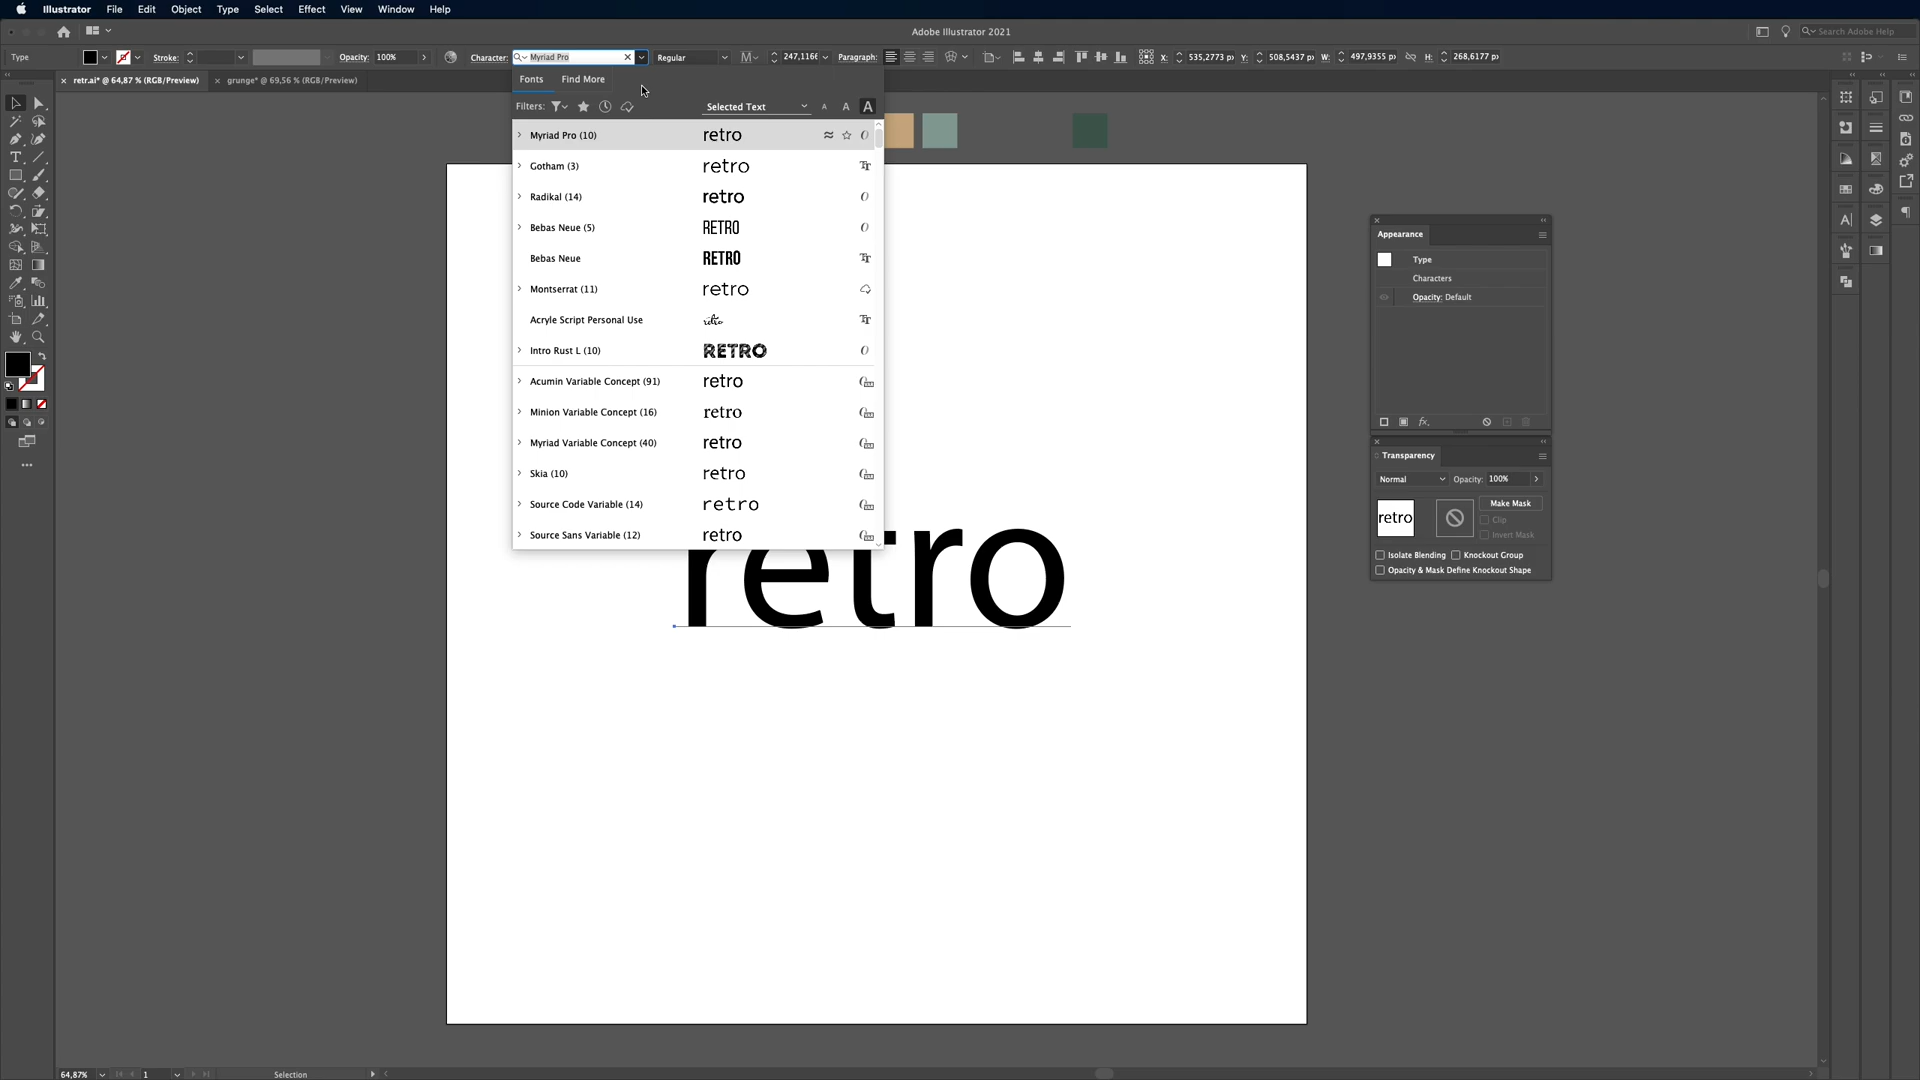 Illustrator File Edit Object Type Select Effect View Window Help
Adobe Illustrator 2021
Search Adobe Help
Type Stroke: Opacity: 100% Character: Myriad Pro Regular 247,1166 Paragraph: X: 535,2773 p Y: 508,5437 p W: 497,9355 p H: 268,6177 p
× retr.ai* @ 64,87 % (RGB/Preview) × grunge* @ 69,56 % (RGB/Preview)
Fonts Find More
Filters: Selected Text A A A
Myriad Pro (10) retro
Gotham (3) retro
Radikal (14) retro
Bebas Neue (5) RETRO
Bebas Neue RETRO
Montserrat (11) retro
Acryle Script Personal Use retro
Intro Rust L (10) RETRO
Acumin Variable Concept (91) retro
Minion Variable Concept (16) retro
Myriad Variable Concept (40) retro
Skia (10) retro
Source Code Variable (14) retro
Source Sans Variable (12) retro
retro
Appearance
Type
Characters
Opacity: Default
fx
Transparency
Normal Opacity: 100%
retro
Make Mask
Clip
Invert Mask
Isolate Blending Knockout Group
Opacity & Mask Define Knockout Shape
64,87% 1 Selection